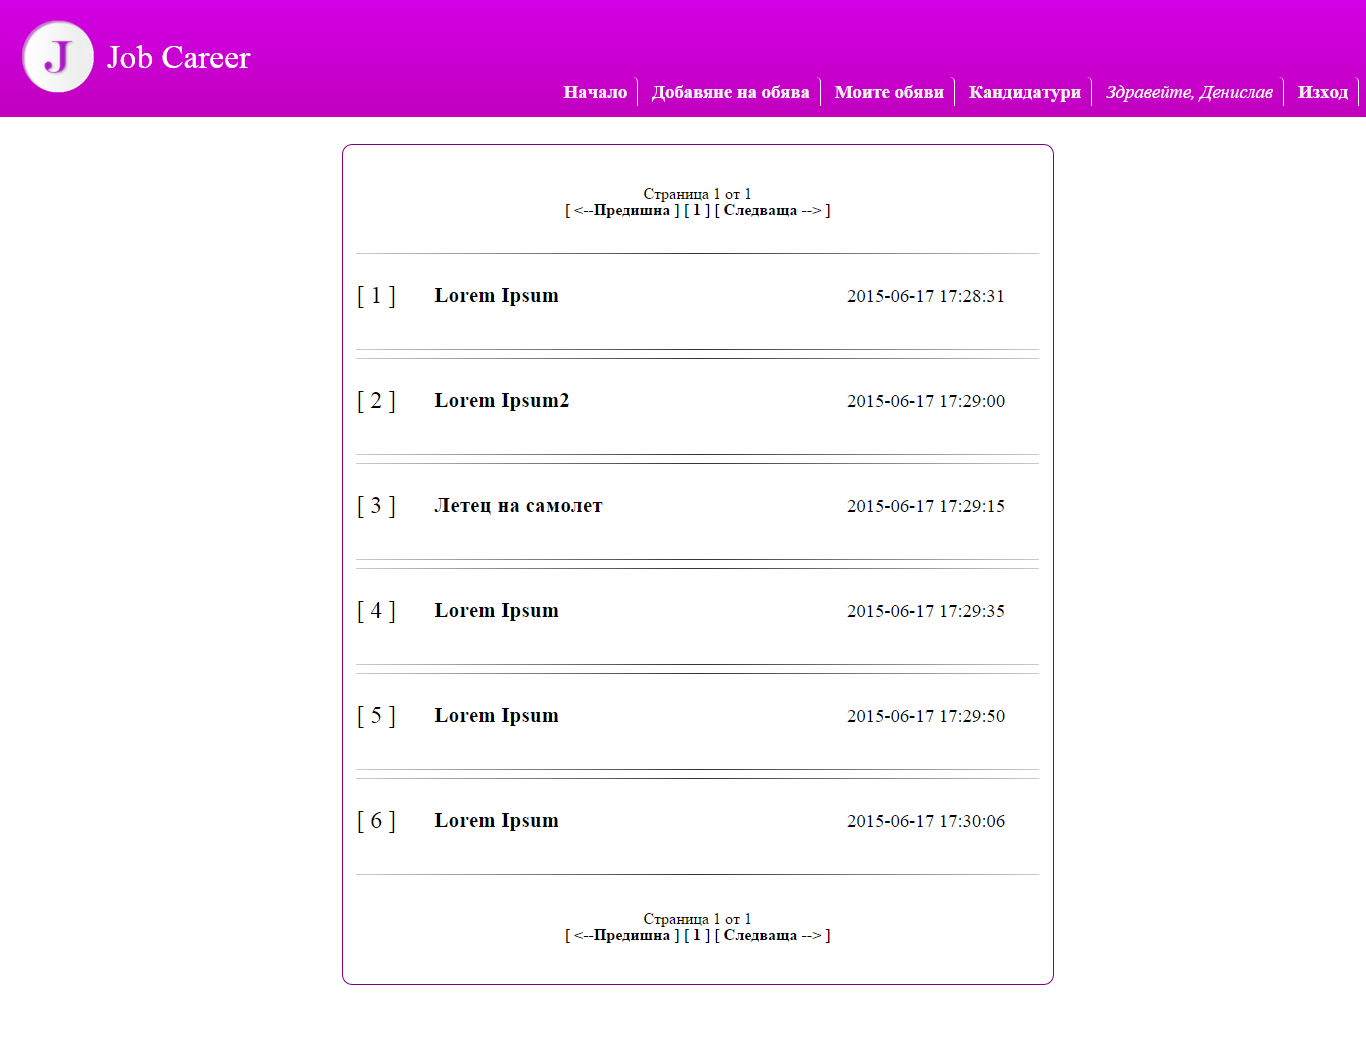 J Job Career
Начало Добавяне на обява Моите обяви Кандидатури Здравейте, Денислав Изход
Страница 1 от 1
[ <--Предишна ] [ 1 ] [ Следваща --> ]
[ 1 ] Lorem Ipsum 2015-06-17 17:28:31
[ 2 ] Lorem Ipsum2 2015-06-17 17:29:00
[ 3 ] Летец на самолет 2015-06-17 17:29:15
[ 4 ] Lorem Ipsum 2015-06-17 17:29:35
[ 5 ] Lorem Ipsum 2015-06-17 17:29:50
[ 6 ] Lorem Ipsum 2015-06-17 17:30:06
Страница 1 от 1
[ <--Предишна ] [ 1 ] [ Следваща --> ]